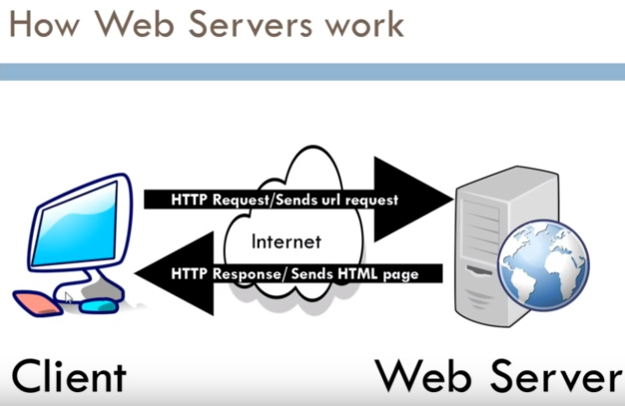 How Web Servers work
HTTP Request/Sends url request
Internet
HTTP Response/ Sends HTML page
Client
Web Server